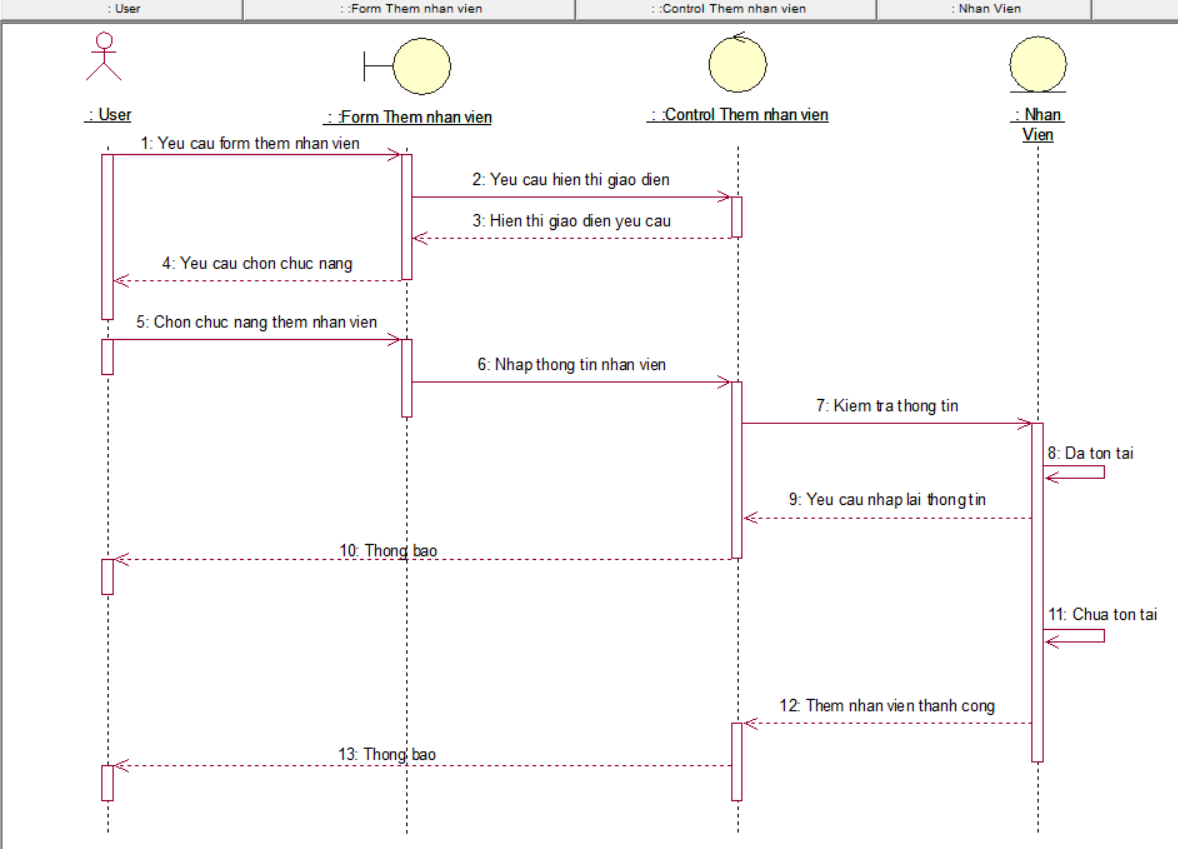 : User
: :Form Them nhan vien
: :Control Them nhan vien
: Nhan Vien
: User
: :Form Them nhan vien
: :Control Them nhan vien
: Nhan
Vien
1: Yeu cau form them nhan vien
2: Yeu cau hien thi giao dien
3: Hien thi giao dien yeu cau
4: Yeu cau chon chuc nang
5: Chon chuc nang them nhan vien
6: Nhap thong tin nhan vien
7: Kiem tra thong tin
8: Da ton tai
9: Yeu cau nhap lai thong tin
10: Thong bao
11: Chua ton tai
12: Them nhan vien thanh cong
13: Thong bao